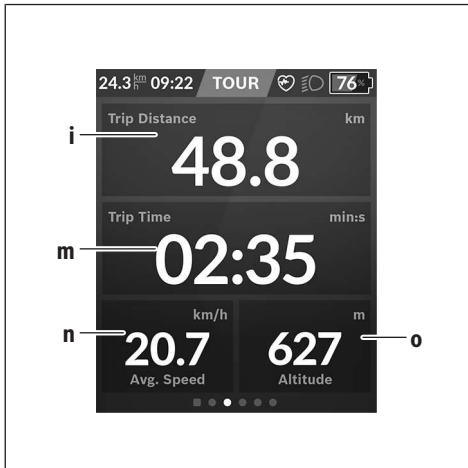 24.3 km/h 09:22 TOUR 76%
Trip Distance km
i
48.8
Trip Time min:s
m
02:35
km/h m
n 20.7 627 o
Avg. Speed Altitude